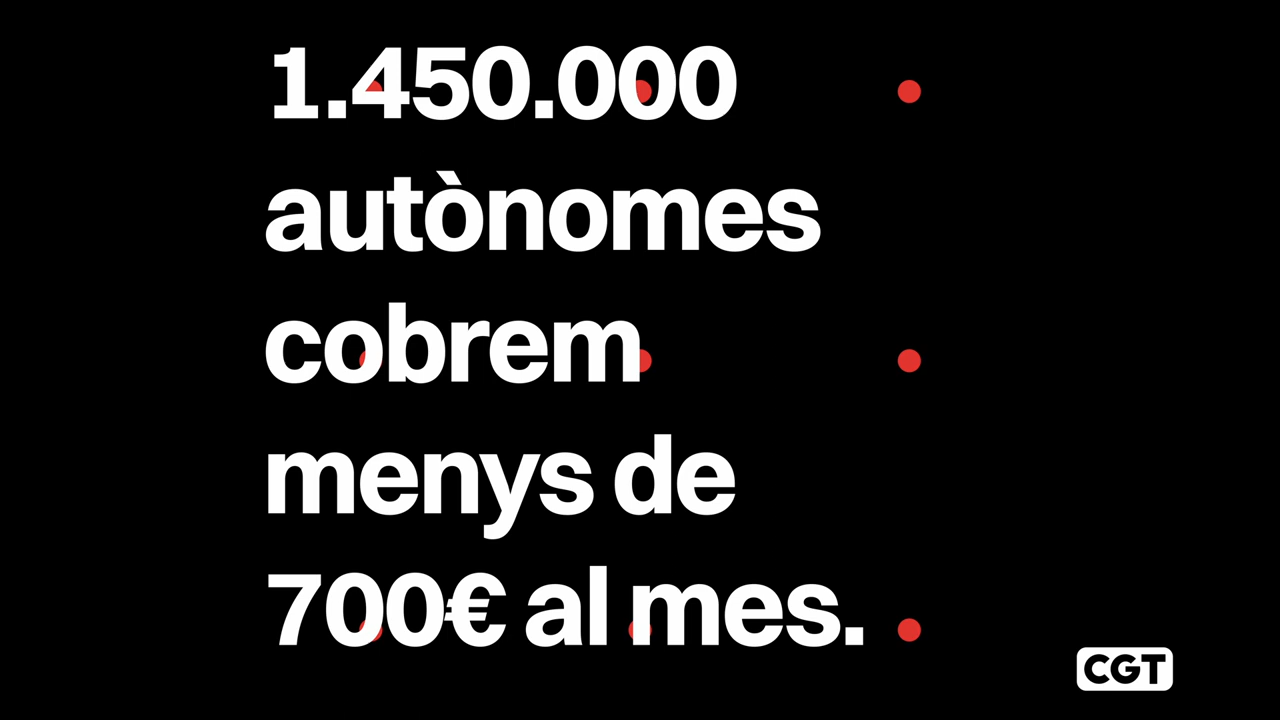 1.450.000
autònomes
cobrem
menys de
700€ al mes.
CGT